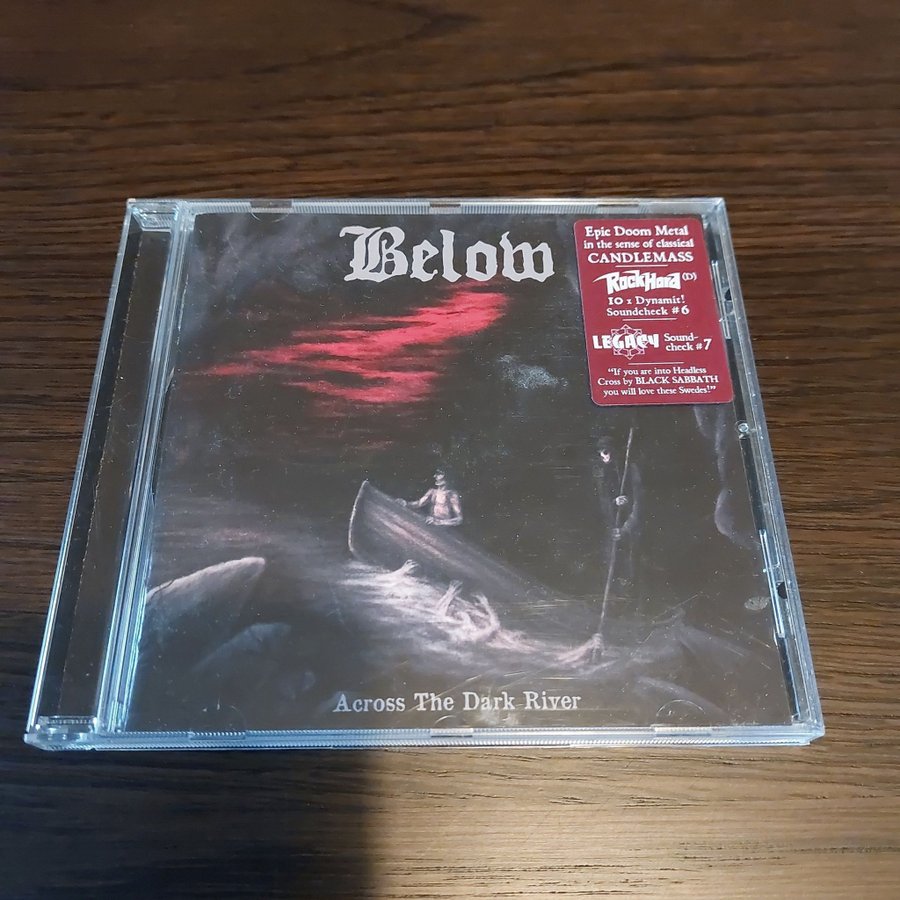 Below
Epic Doom Metal
in the sense of classical
CANDLEMASS
RockHard (D)
10 x Dynamit!
Soundcheck #6
LEGACY Sound-
check #7
"If you are into Headless
Cross by BLACK SABBATH
you will love these Swedes!"
Across The Dark River